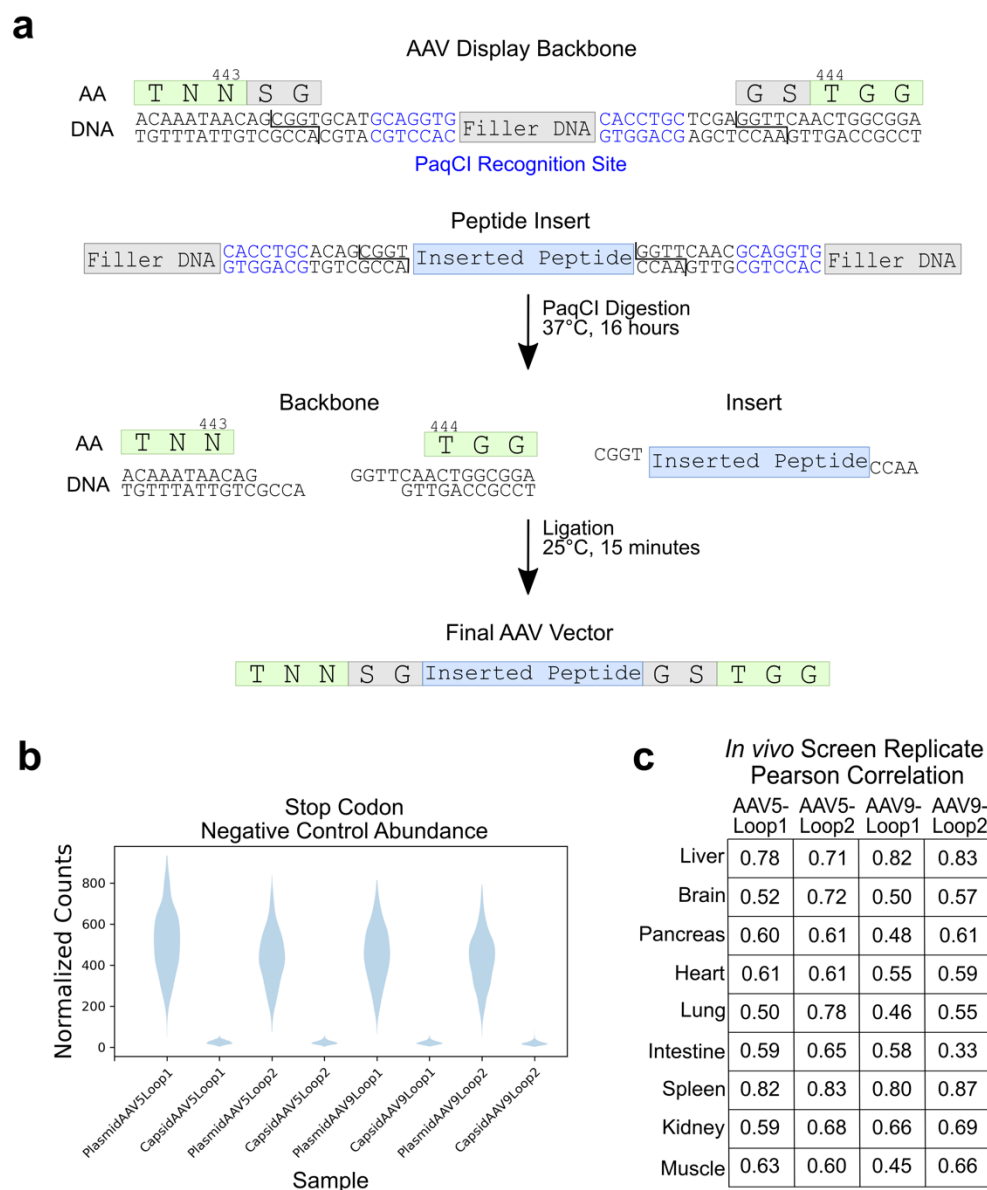 a
AAV Display Backbone
443
444
AA T N N S G G S T G G
DNA
ACAAATAACAGCGGTGCATGCAGGTG Filler DNA CACCTGCTCGAGGTTCAACTGGCGGA
TGTTTATTGTCGCCACGTACGTCCAC GTGGACGAGCTCCAAGTTGACCGCCT
PaqCI Recognition Site
Peptide Insert
Filler DNA CACCTGCACAGCGGT Inserted Peptide GGTTCAACGCAGGTG Filler DNA
GTGGACGTGTCGCCA CCAAGTTGCGTCCAC
PaqCI Digestion
37°C, 16 hours
Backbone
Insert
443
444
AA T N N T G G
DNA
ACAAATAACAG GGTTCAACTGGCGGA
TGTTTATTGTCGCCA GTTGACCGCCT
CGGT Inserted Peptide CCAA
Ligation
25°C, 15 minutes
Final AAV Vector
T N N S G Inserted Peptide G S T G G
b
Stop Codon
Negative Control Abundance
Normalized Counts
800
600
400
200
0
PlasmidAAV5Loop1
CapsidAAV5Loop1
PlasmidAAV5Loop2
CapsidAAV5Loop2
PlasmidAAV9Loop1
CapsidAAV9Loop1
PlasmidAAV9Loop2
CapsidAAV9Loop2
Sample
c
In vivo Screen Replicate
Pearson Correlation
AAV5- AAV5- AAV9- AAV9-
Loop1 Loop2 Loop1 Loop2
Liver 0.78 0.71 0.82 0.83
Brain 0.52 0.72 0.50 0.57
Pancreas 0.60 0.61 0.48 0.61
Heart 0.61 0.61 0.55 0.59
Lung 0.50 0.78 0.46 0.55
Intestine 0.59 0.65 0.58 0.33
Spleen 0.82 0.83 0.80 0.87
Kidney 0.59 0.68 0.66 0.69
Muscle 0.63 0.60 0.45 0.66